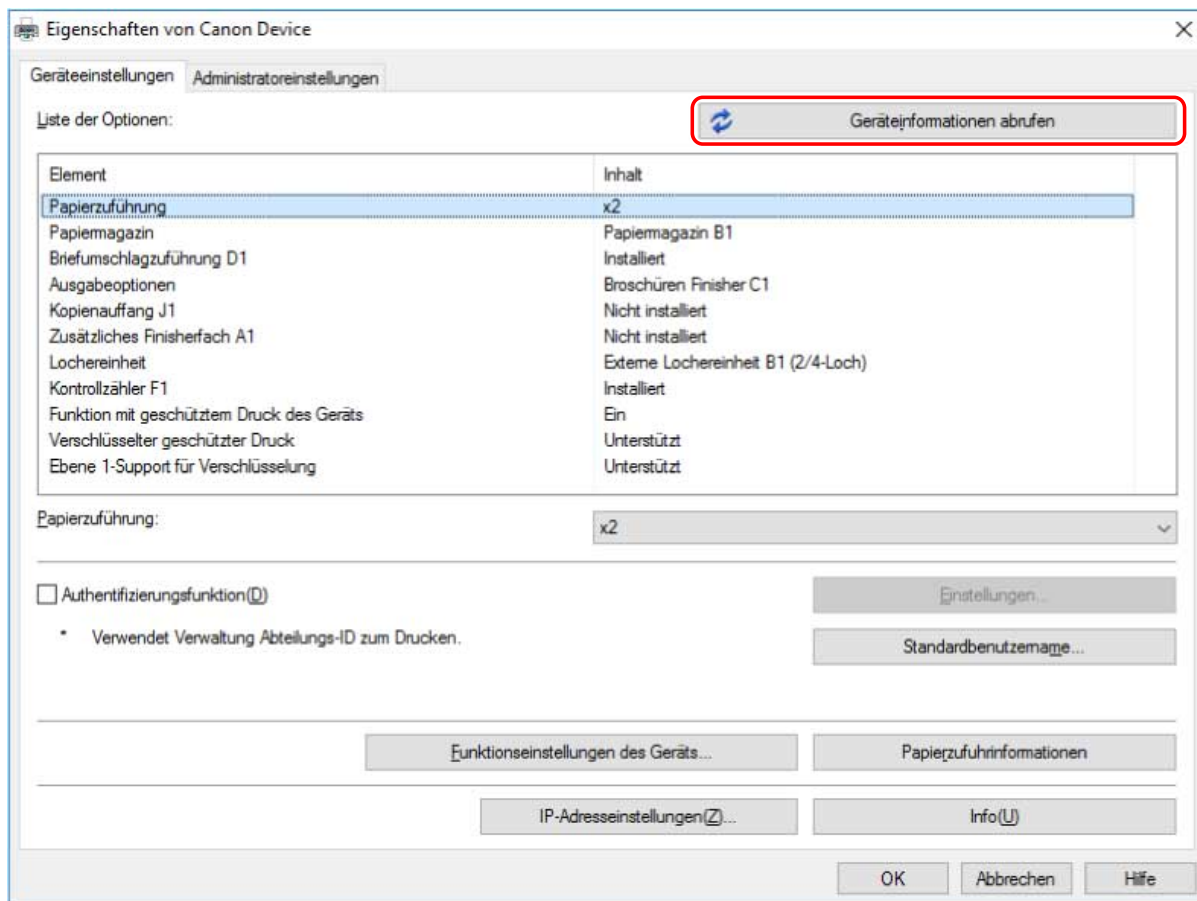 Eigenschaften von Canon Device
Geräteeinstellungen Administratoreinstellungen
Liste der Optionen: Geräteinformationen abrufen
Element Inhalt
Papierzuführung x2
Papiermagazin Papiermagazin B1
Briefumschlagzuführung D1 Installiert
Ausgabeoptionen Broschüren Finisher C1
Kopienauffang J1 Nicht installiert
Zusätzliches Finisherfach A1 Nicht installiert
Lochereinheit Externe Lochereinheit B1 (2/4-Loch)
Kontrollzähler F1 Installiert
Funktion mit geschütztem Druck des Geräts Ein
Verschlüsselter geschützter Druck Unterstützt
Ebene 1-Support für Verschlüsselung Unterstützt
Papierzuführung: x2
Authentifizierungsfunktion(D) Einstellungen...
* Verwendet Verwaltung Abteilungs-ID zum Drucken.
Standardbenutzername...
Funktionseinstellungen des Geräts... Papierzufuhrinformationen
IP-Adresseinstellungen(Z)... Info(U)
OK Abbrechen Hilfe